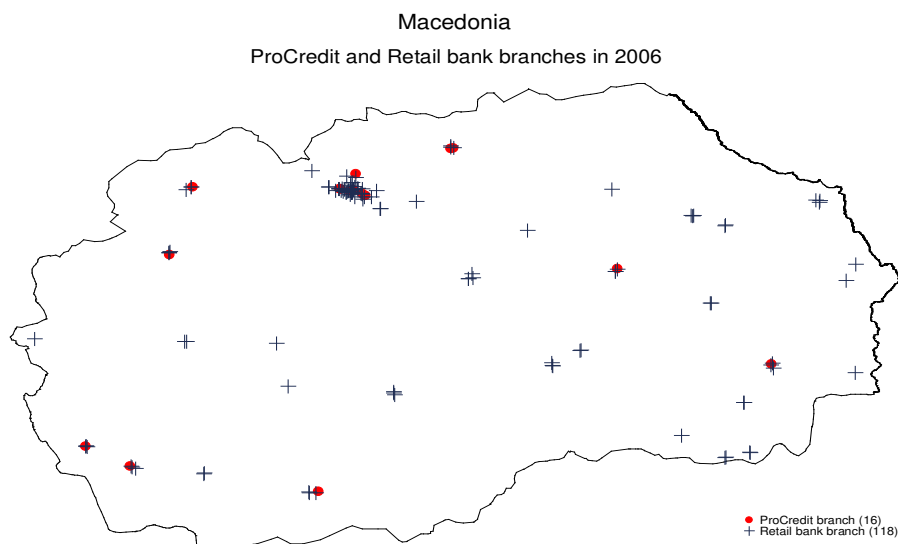 Macedonia
ProCredit and Retail bank branches in 2006
ProCredit branch (16)
Retail bank branch (118)